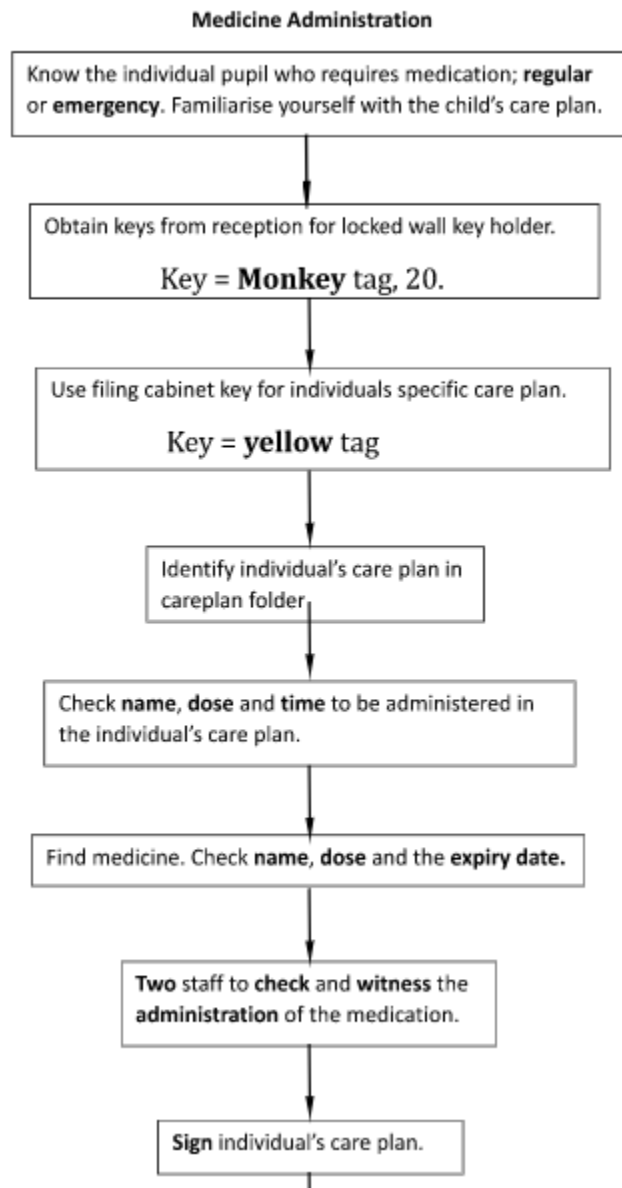 Medicine Administration
Know the individual pupil who requires medication; regular
or emergency. Familiarise yourself with the child's care plan.
Obtain keys from reception for locked wall key holder.
Key = Monkey tag, 20.
Use filing cabinet key for individuals specific care plan.
Key = yellow tag
Identify individual's care plan in
careplan folder
Check name, dose and time to be administered in
the individual's care plan.
Find medicine. Check name, dose and the expiry date.
Two staff to check and witness the
administration of the medication.
Sign individual's care plan.